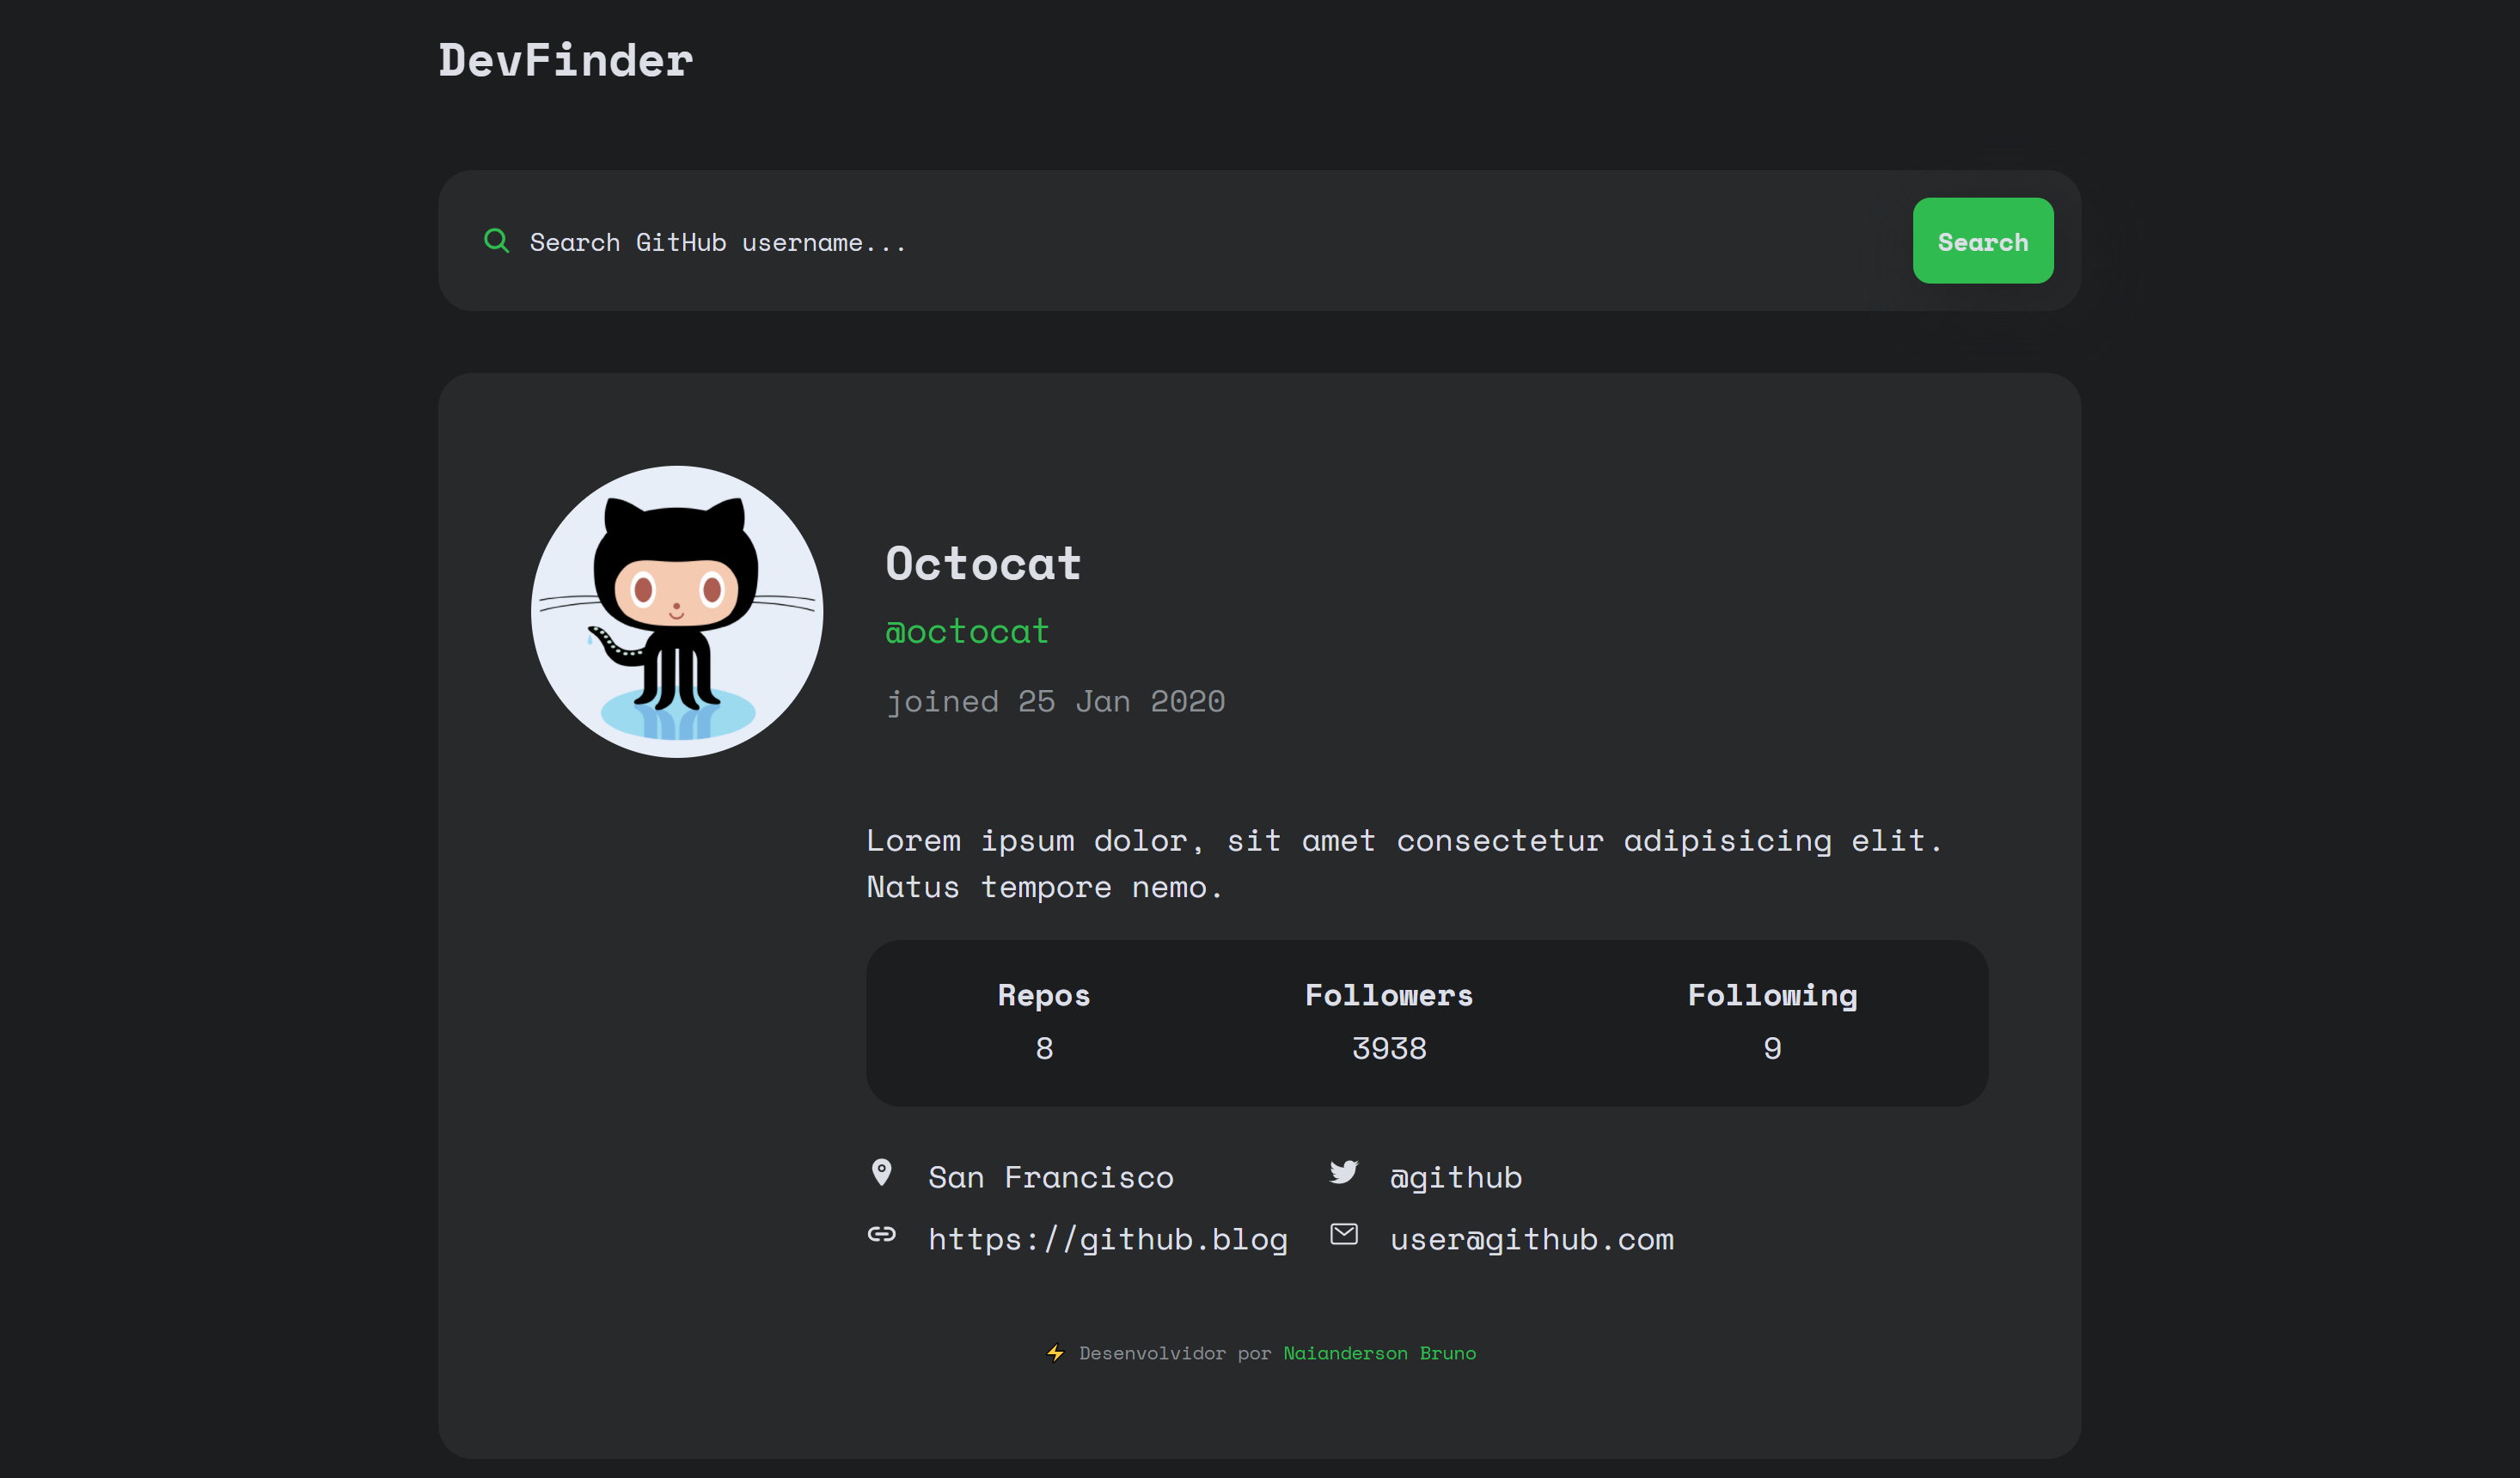 DevFinder
Search GitHub username...
Search
Octocat
@octocat
joined 25 Jan 2020
Lorem ipsum dolor, sit amet consectetur adipisicing elit.
Natus tempore nemo.
Repos Followers Following
8 3938 9
San Francisco @github
https://github.blog user@github.com
⚡ Desenvolvidor por Naianderson Bruno